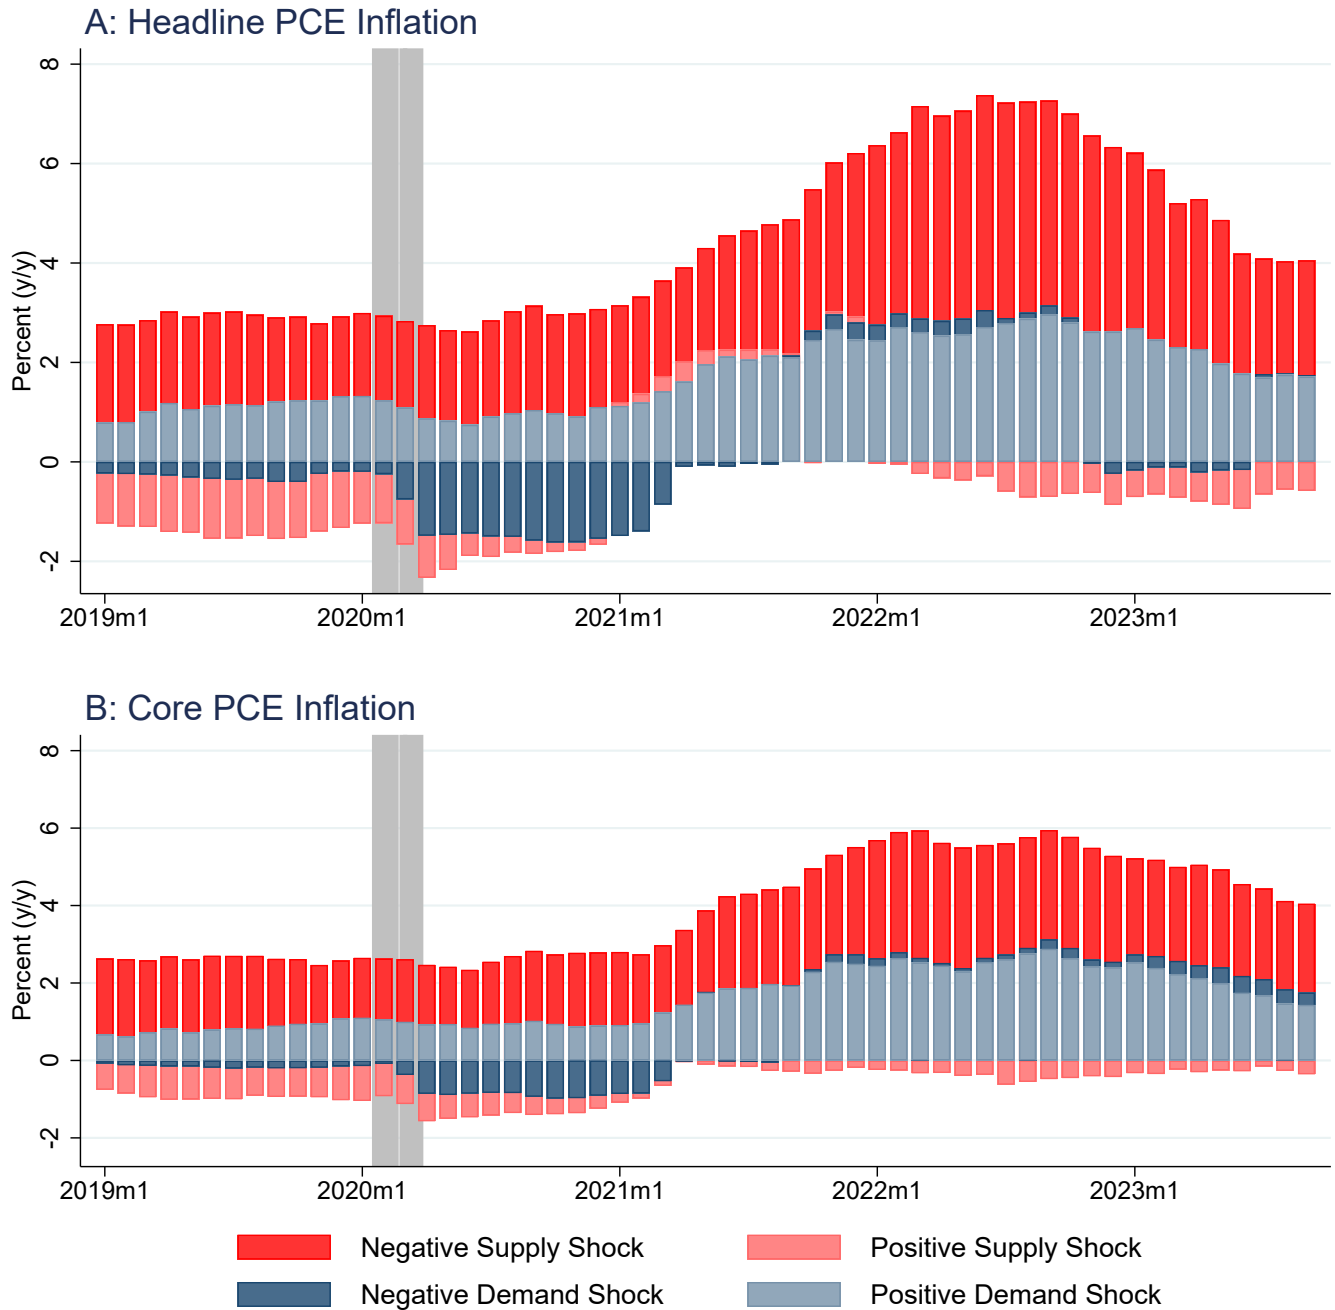 A: Headline PCE Inflation
Percent (y/y)
8
6
4
2
0
-2
2019m1 2020m1 2021m1 2022m1 2023m1
B: Core PCE Inflation
Percent (y/y)
8
6
4
2
0
-2
2019m1 2020m1 2021m1 2022m1 2023m1
Negative Supply Shock Positive Supply Shock
Negative Demand Shock Positive Demand Shock